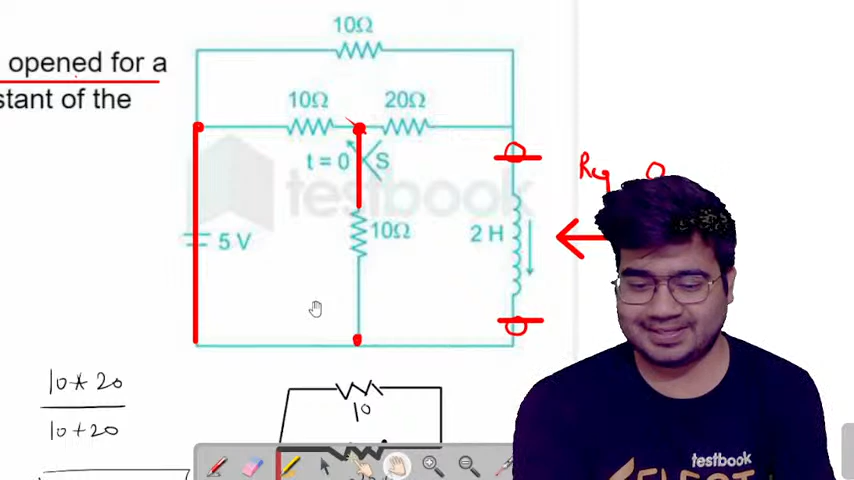 10Ω
opened for a
stant of the
10Ω
20Ω
t = 0
S
testbook
Req
5 V
10Ω
2 H
10*20
10+20
10
testbook